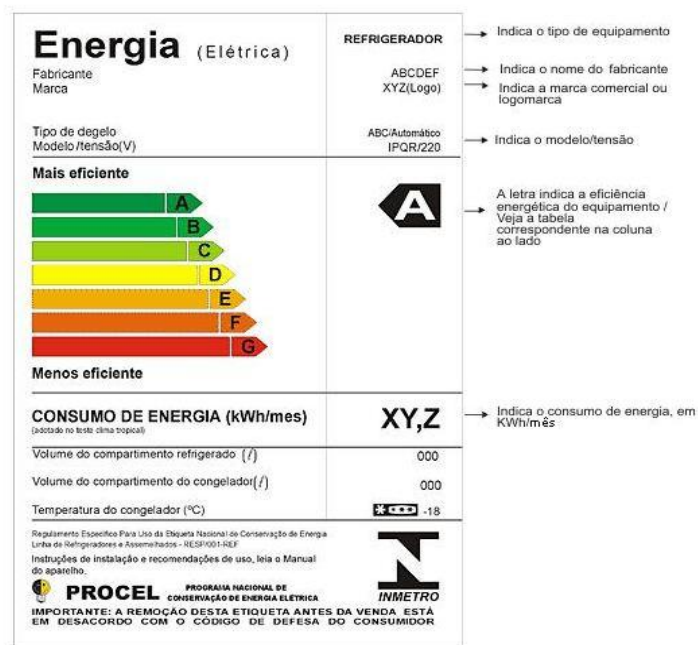 Energia (Elétrica)
REFRIGERADOR
Indica o tipo de equipamento
Fabricante
ABCDEF
Indica o nome do fabricante
Marca
XYZ(Logo)
Indica a marca comercial ou
logomarca
Tipo de degelo
ABC/Automático
Modelo/tensão(V)
IPQR/220
Indica o modelo/tensão
Mais eficiente
A
B
C
D
E
F
G
Menos eficiente
A
A letra indica a eficiência
energética do equipamento /
Veja a tabela
correspondente na coluna
ao lado
CONSUMO DE ENERGIA (kWh/mes)
(adotado no teste clima tropical)
XY,Z
Indica o consumo de energia, em
KWh/mês
Volume do compartimento refrigerado (l)
000
Volume do compartimento do congelador(l)
000
Temperatura do congelador (ºC)
-18
Regulamento Específico Para Uso da Etiqueta Nacional de Conservação de Energia
Linha de Refrigeradores e Assemelhados - RESP/001-REF
Instruções de instalação e recomendações de uso, leia o Manual
do aparelho.
PROCEL
PROGRAMA NACIONAL DE
CONSERVAÇÃO DE ENERGIA ELÉTRICA
INMETRO
IMPORTANTE: A REMOÇÃO DESTA ETIQUETA ANTES DA VENDA ESTÁ
EM DESACORDO COM O CÓDIGO DE DEFESA DO CONSUMIDOR